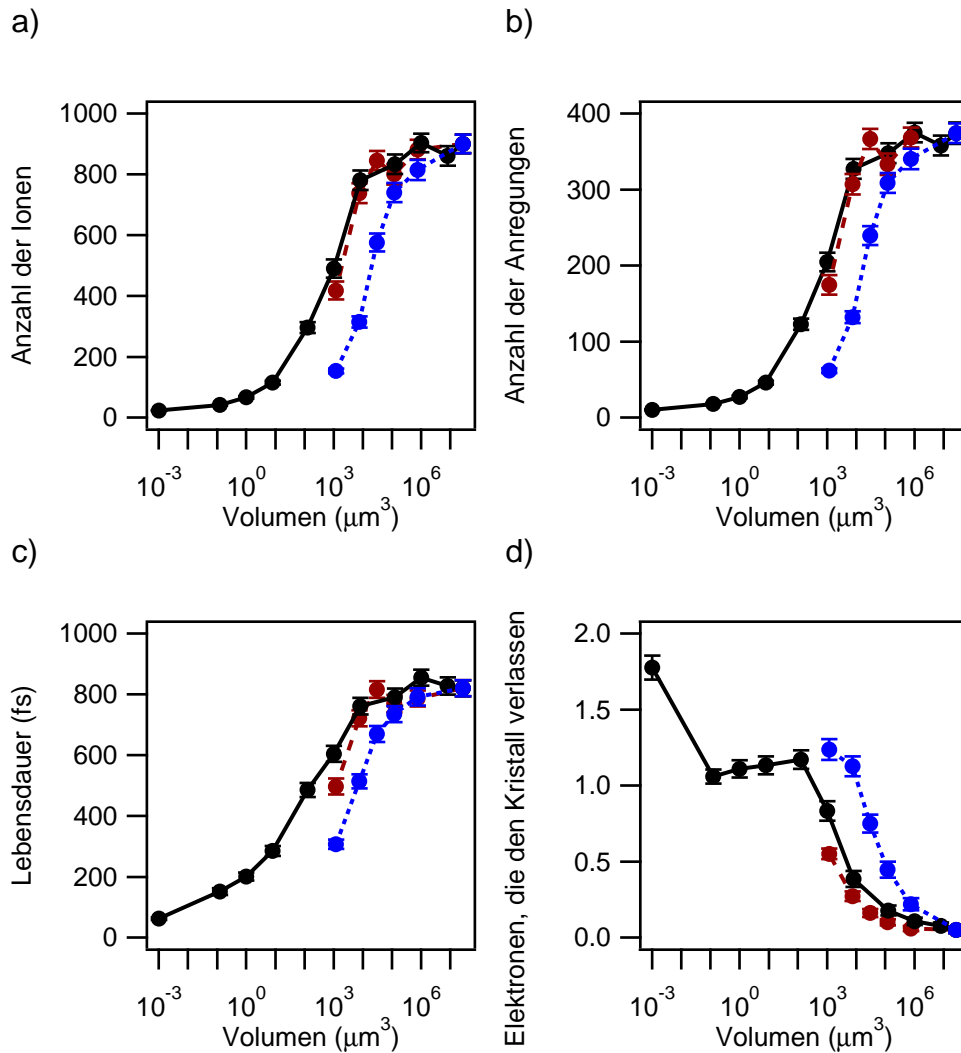 a)
Anzahl der Ionen
1000
800
600
400
200
0
10⁻³ 10⁰ 10³ 10⁶
Volumen (μm³)
b)
Anzahl der Anregungen
400
300
200
100
0
10⁻³ 10⁰ 10³ 10⁶
Volumen (μm³)
c)
Lebensdauer (fs)
1000
800
600
400
200
0
10⁻³ 10⁰ 10³ 10⁶
Volumen (μm³)
d)
Elektronen, die den Kristall verlassen
2.0
1.5
1.0
0.5
0.0
10⁻³ 10⁰ 10³ 10⁶
Volumen (μm³)